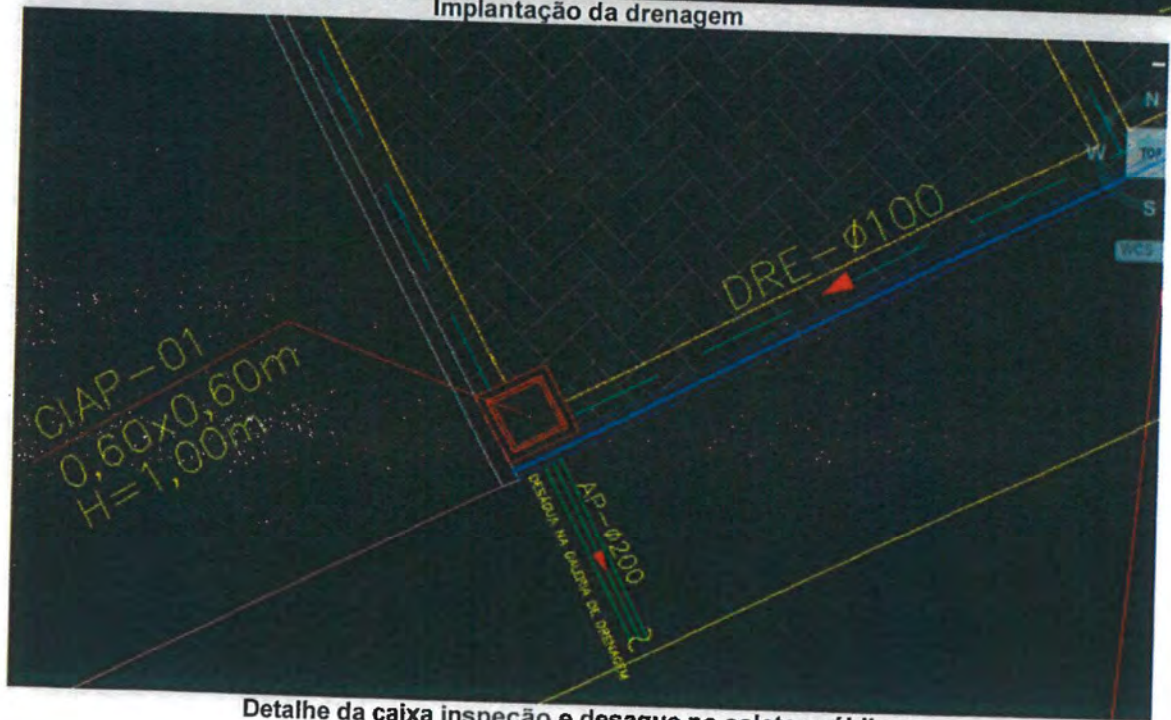 Implantação da drenagem
N
W
TOP
S
WCS
DRE-Ø100
CIAP-01
0,60x0,60m
H=1,00m
AP-Ø200
DESÁGUA NA GALERIA DE DRENAGEM
Detalhe da caixa inspeção e desague na